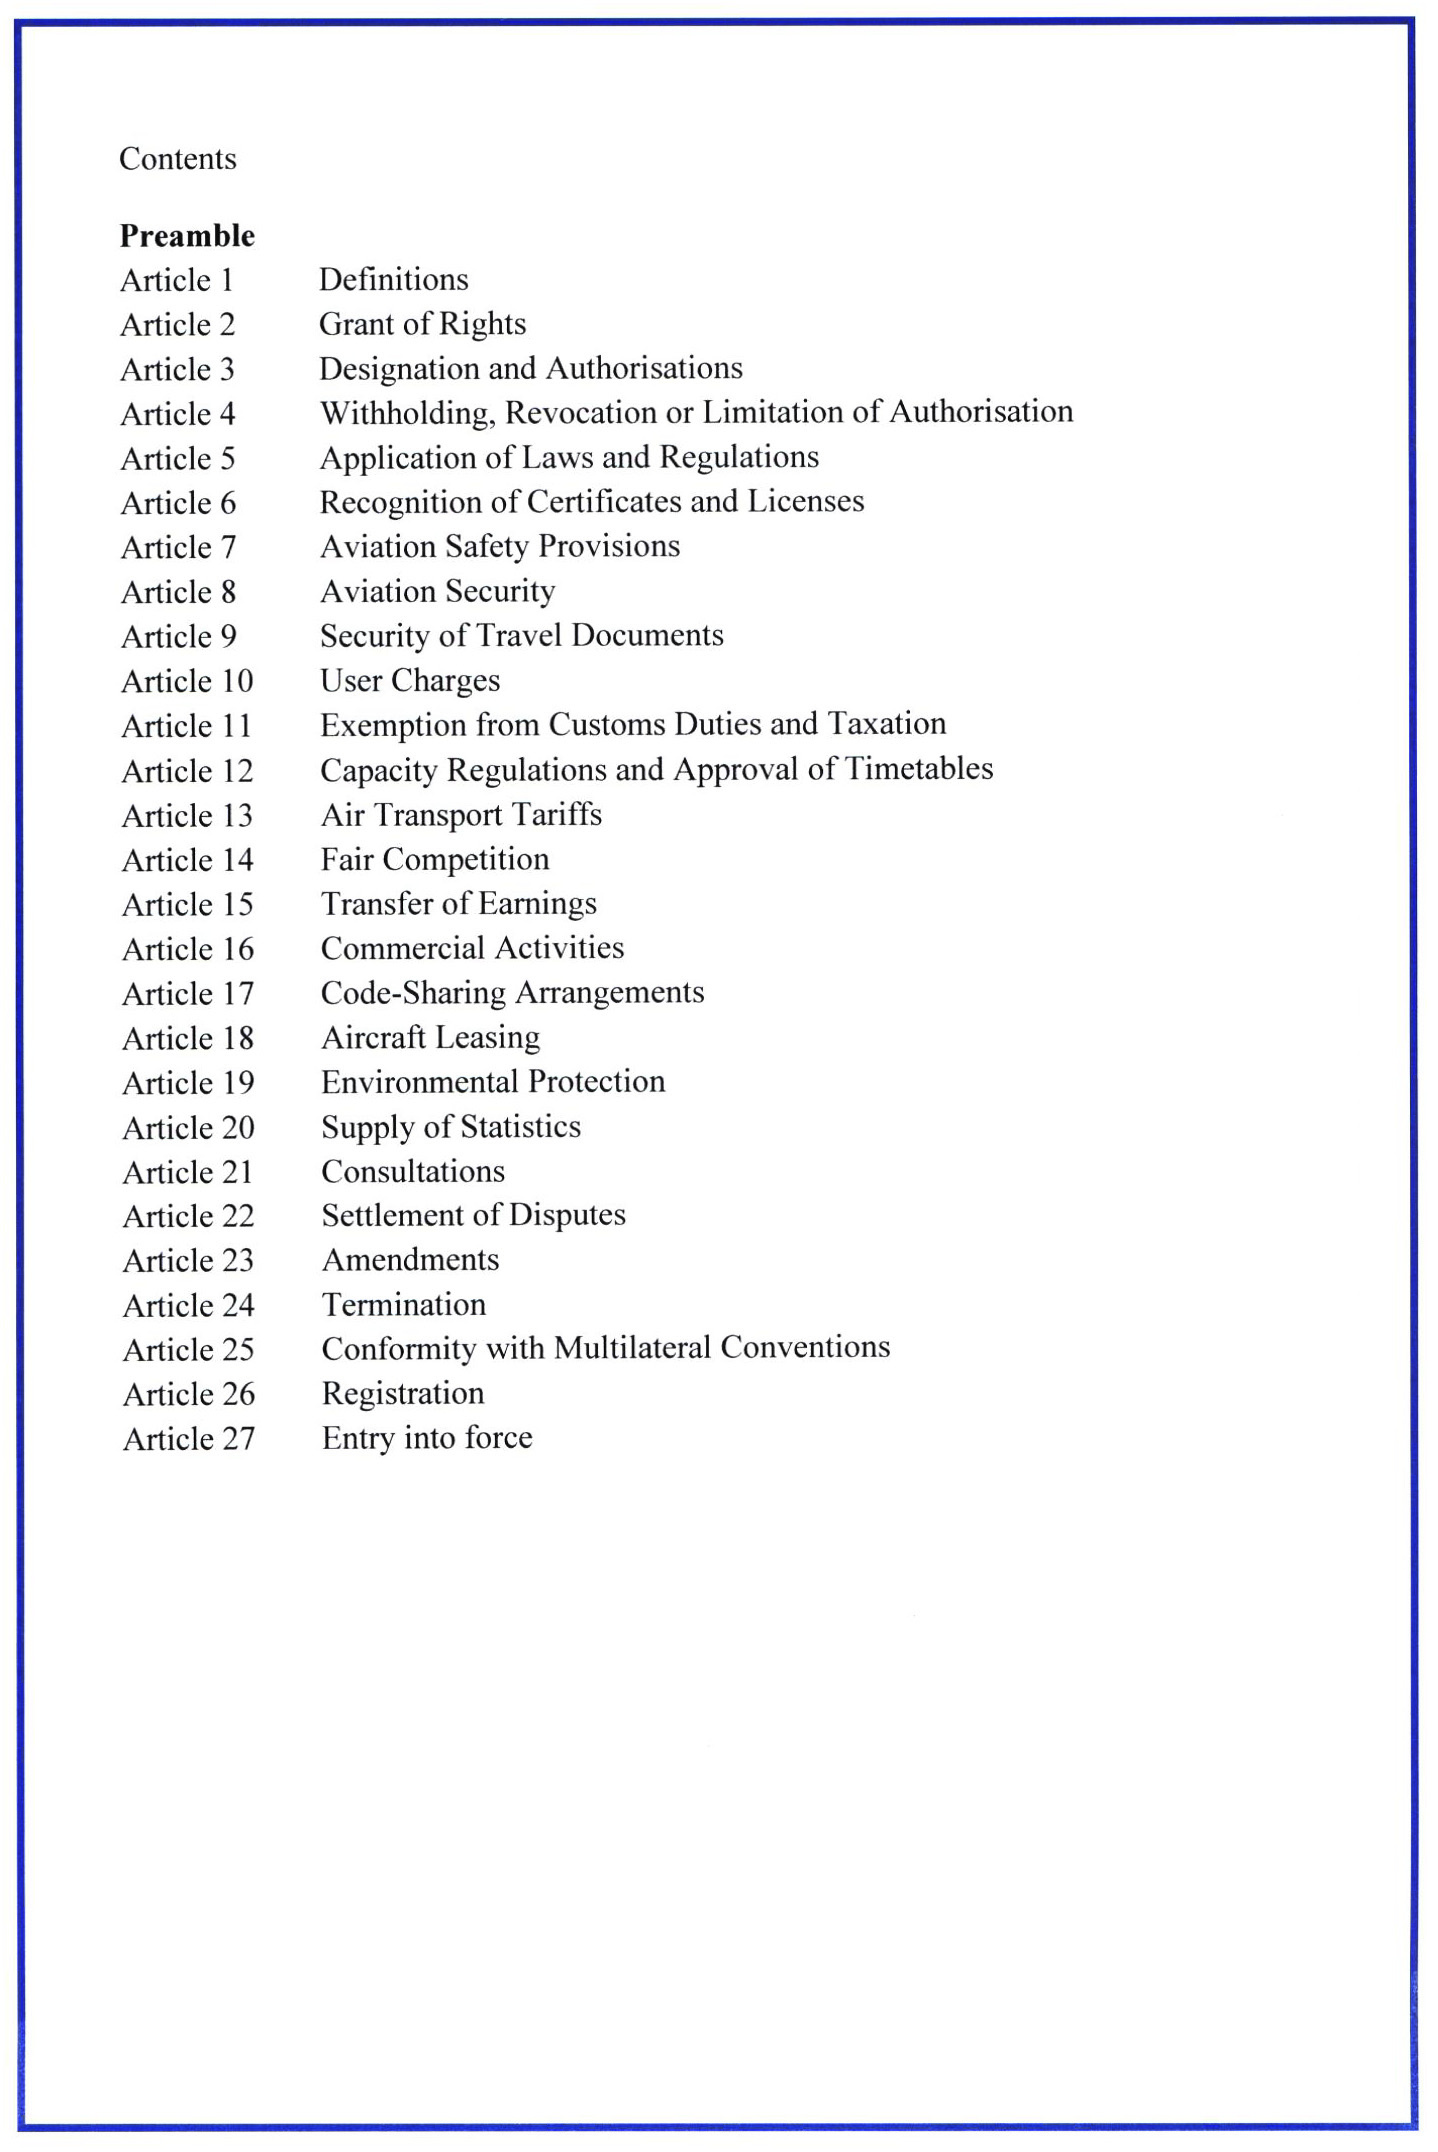 Contents
Preamble
Article 1 Definitions
Article 2 Grant of Rights
Article 3 Designation and Authorisations
Article 4 Withholding, Revocation or Limitation of Authorisation
Article 5 Application of Laws and Regulations
Article 6 Recognition of Certificates and Licenses
Article 7 Aviation Safety Provisions
Article 8 Aviation Security
Article 9 Security of Travel Documents
Article 10 User Charges
Article 11 Exemption from Customs Duties and Taxation
Article 12 Capacity Regulations and Approval of Timetables
Article 13 Air Transport Tariffs
Article 14 Fair Competition
Article 15 Transfer of Earnings
Article 16 Commercial Activities
Article 17 Code-Sharing Arrangements
Article 18 Aircraft Leasing
Article 19 Environmental Protection
Article 20 Supply of Statistics
Article 21 Consultations
Article 22 Settlement of Disputes
Article 23 Amendments
Article 24 Termination
Article 25 Conformity with Multilateral Conventions
Article 26 Registration
Article 27 Entry into force